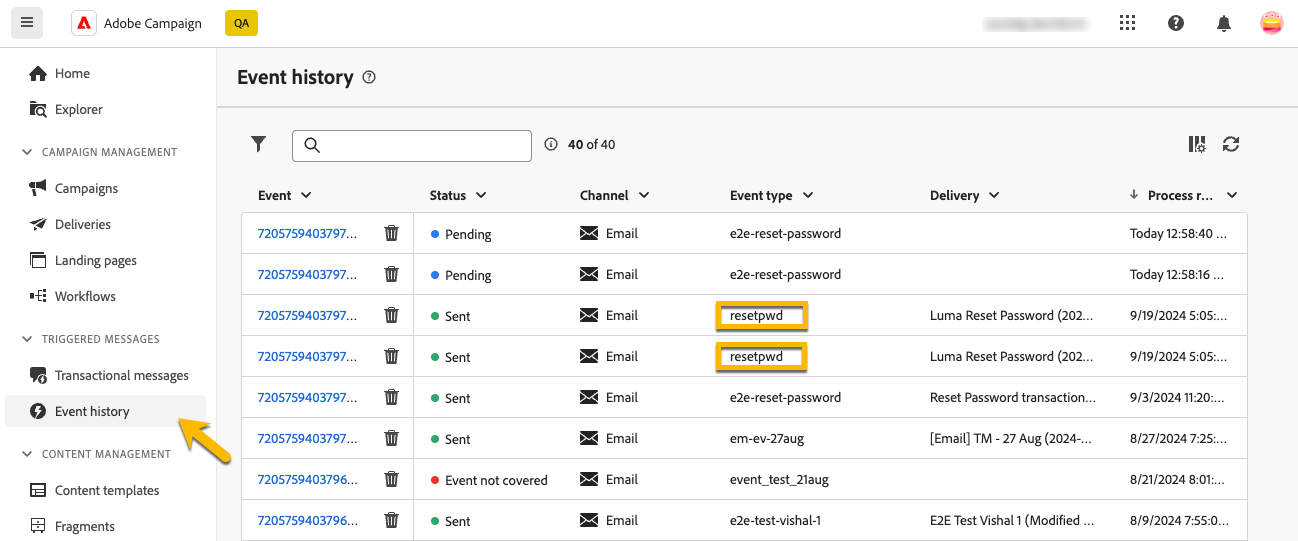 Adobe Campaign QA
Home
Explorer
CAMPAIGN MANAGEMENT
Campaigns
Deliveries
Landing pages
Workflows
TRIGGERED MESSAGES
Transactional messages
Event history
CONTENT MANAGEMENT
Content templates
Fragments
Event history
40 of 40
Event Status Channel Event type Delivery Process r...
7205759403797... Pending Email e2e-reset-password Today 12:58:40 ...
7205759403797... Pending Email e2e-reset-password Today 12:58:16 ...
7205759403797... Sent Email resetpwd Luma Reset Password (202... 9/19/2024 5:05:...
7205759403797... Sent Email resetpwd Luma Reset Password (202... 9/19/2024 5:05:...
7205759403797... Sent Email e2e-reset-password Reset Password transaction... 9/3/2024 11:20:...
7205759403797... Sent Email em-ev-27aug [Email] TM - 27 Aug (2024-... 8/27/2024 7:25:...
7205759403796... Event not covered Email event_test_21aug 8/21/2024 8:01:...
7205759403796... Sent Email e2e-test-vishal-1 E2E Test Vishal 1 (Modified ... 8/9/2024 7:55:0...